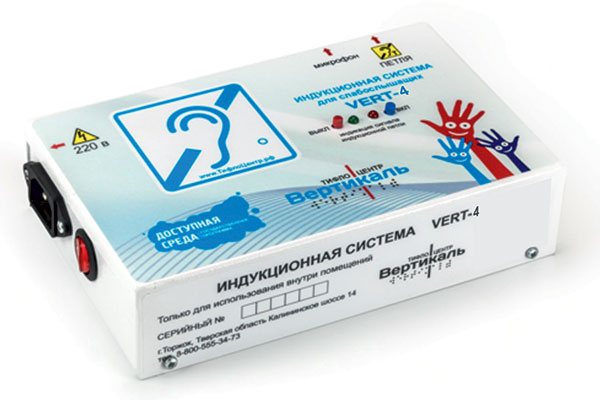 микрофон
ПЕТЛЯ
ИНДУКЦИОННАЯ СИСТЕМА
для слабослышащих
VERT-4
ВЫКЛ
ВКЛ
индикация сигнала
индукционной петли
220 в
www.ТифлоЦентр.рф
ТИФЛО ЦЕНТР
Вертикаль
ДОСТУПНАЯ
СРЕДА
ИНДУКЦИОННАЯ СИСТЕМА VERT-4
Только для использования внутри помещений
ТИФЛО ЦЕНТР
Вертикаль
СЕРИЙНЫЙ №
г.Торжок, Тверская область Калининское шоссе 14
тел. 8-800-555-34-73